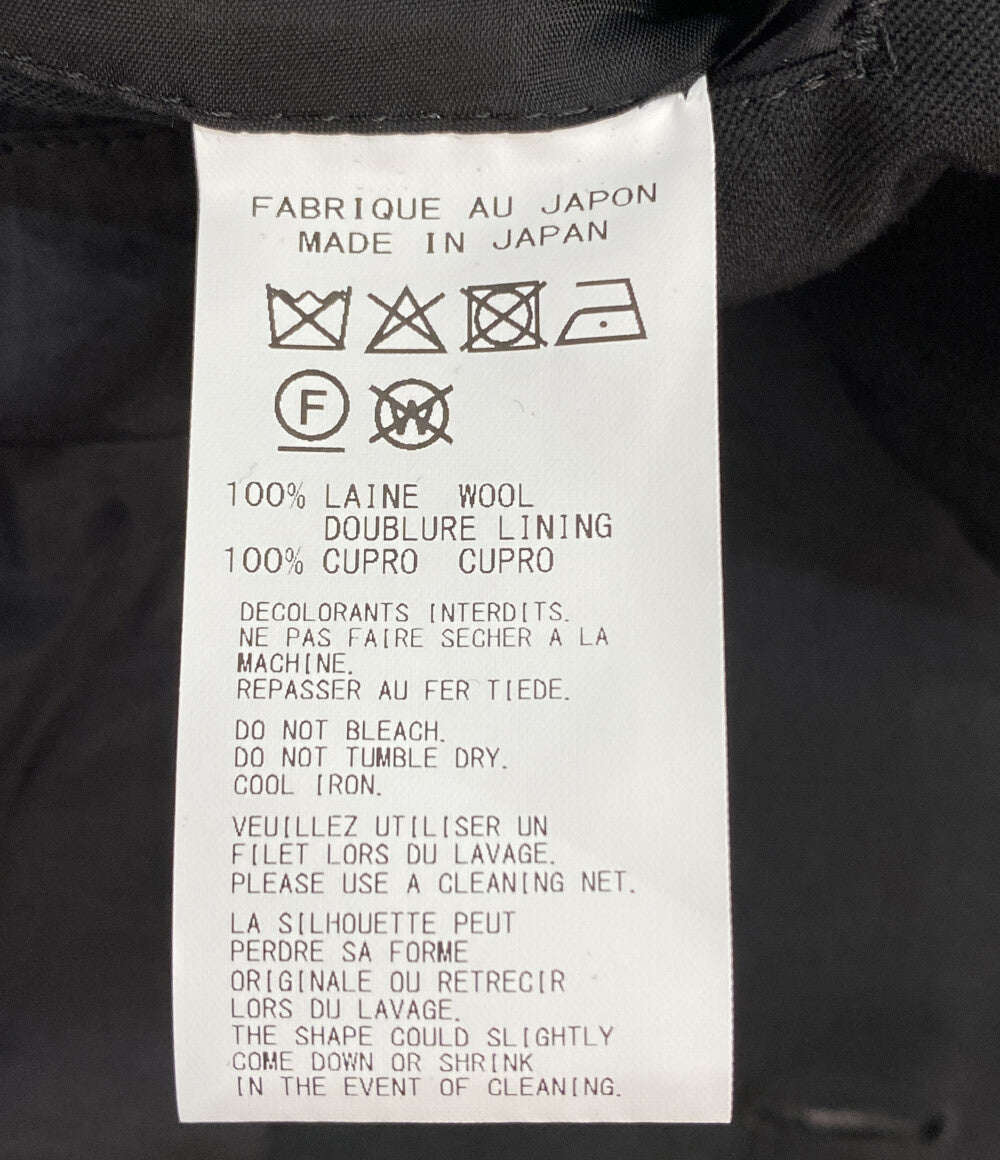 FABRIQUE AU JAPON
MADE IN JAPAN
F W
100% LAINE WOOL
DOUBLURE LINING
100% CUPRO CUPRO
DECOLORANTS INTERDITS.
NE PAS FAIRE SECHER A LA
MACHINE.
REPASSER AU FER TIEDE.
DO NOT BLEACH.
DO NOT TUMBLE DRY.
COOL IRON.
VEUILLEZ UTILISER UN
FILET LORS DU LAVAGE.
PLEASE USE A CLEANING NET.
LA SILHOUETTE PEUT
PERDRE SA FORME
ORIGINALE OU RETRECIR
LORS DU LAVAGE.
THE SHAPE COULD SLIGHTLY
COME DOWN OR SHRINK
IN THE EVENT OF CLEANING.